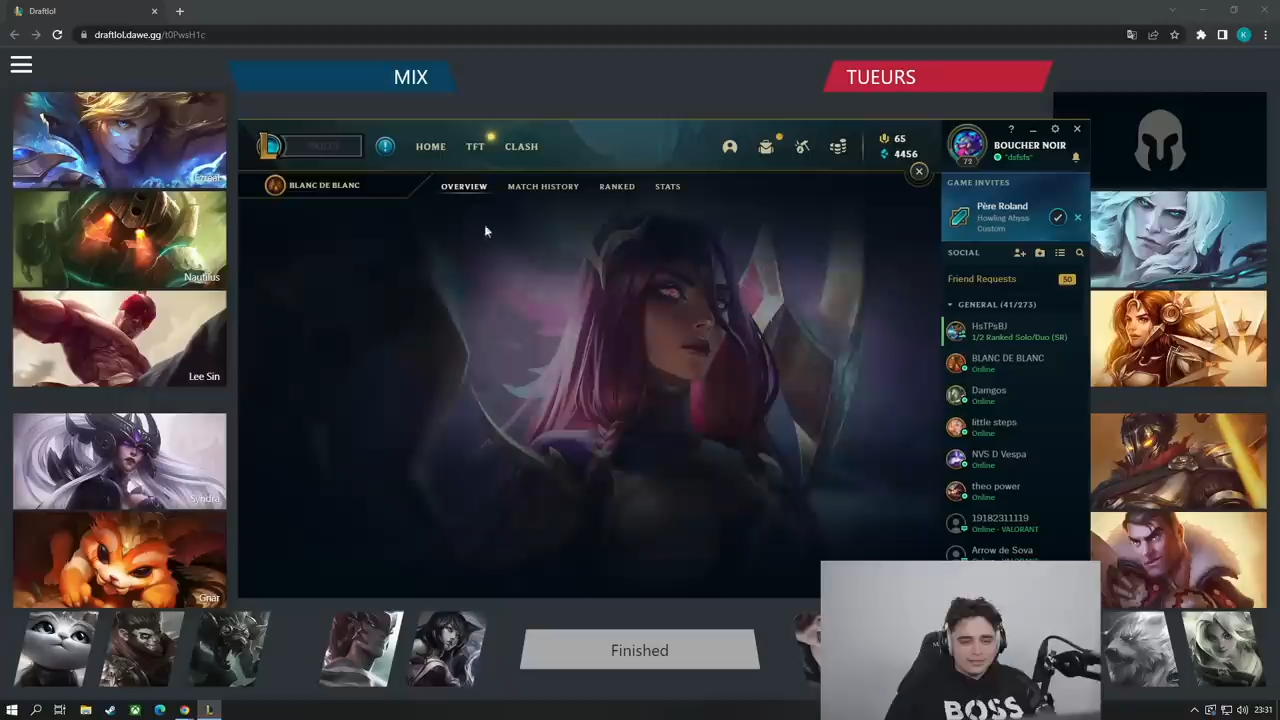 Draftlol
draftlol.dawe.gg/t0PwsH1c
K
MIX
TUEURS
HOME
TFT
CLASH
65
4456
72
BOUCHER NOIR
"dsfsfs"
BLANC DE BLANC
OVERVIEW
MATCH HISTORY
RANKED
STATS
GAME INVITES
Père Roland
Howling Abyss
Custom
SOCIAL
Friend Requests
50
GENERAL (41/273)
HsTPsBJ
1/2 Ranked Solo/Duo (SR)
BLANC DE BLANC
Online
Damgos
Online
little steps
Online
NVS D Vespa
Online
theo power
Online
19182311119
Online - VALORANT
Arrow de Sova
Ezreal
Nautilus
Lee Sin
Syndra
Gnar
Finished
BOSS
23:31